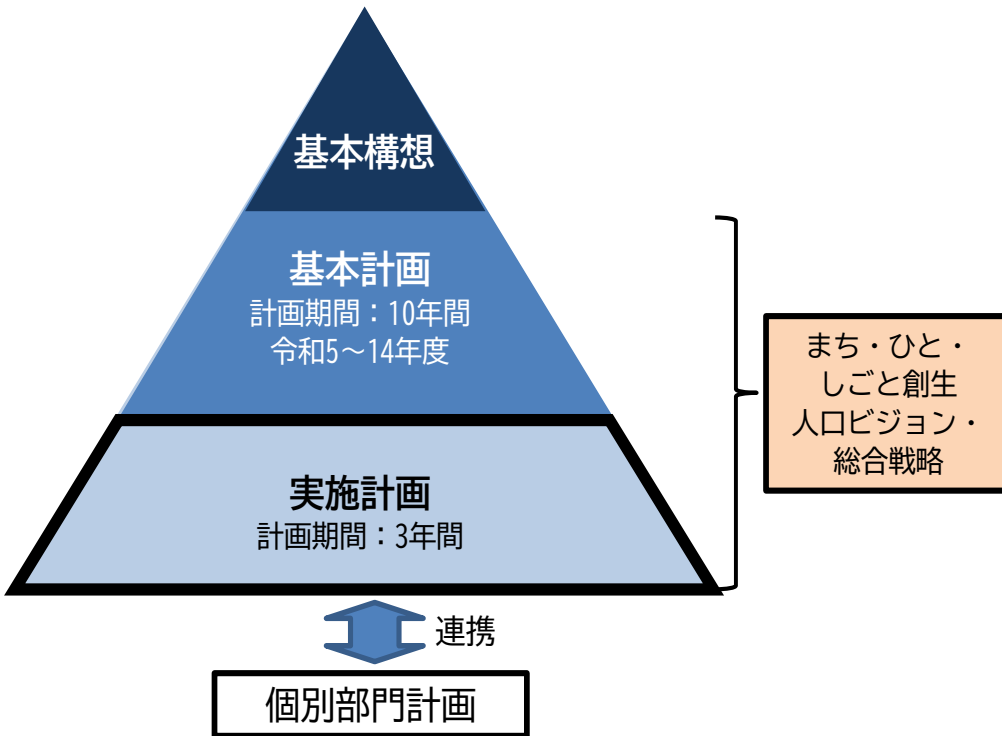 基本構想
基本計画
計画期間：10年間
令和5～14年度
実施計画
計画期間：3年間
まち・ひと・
しごと創生
人口ビジョン・
総合戦略
連携
個別部門計画